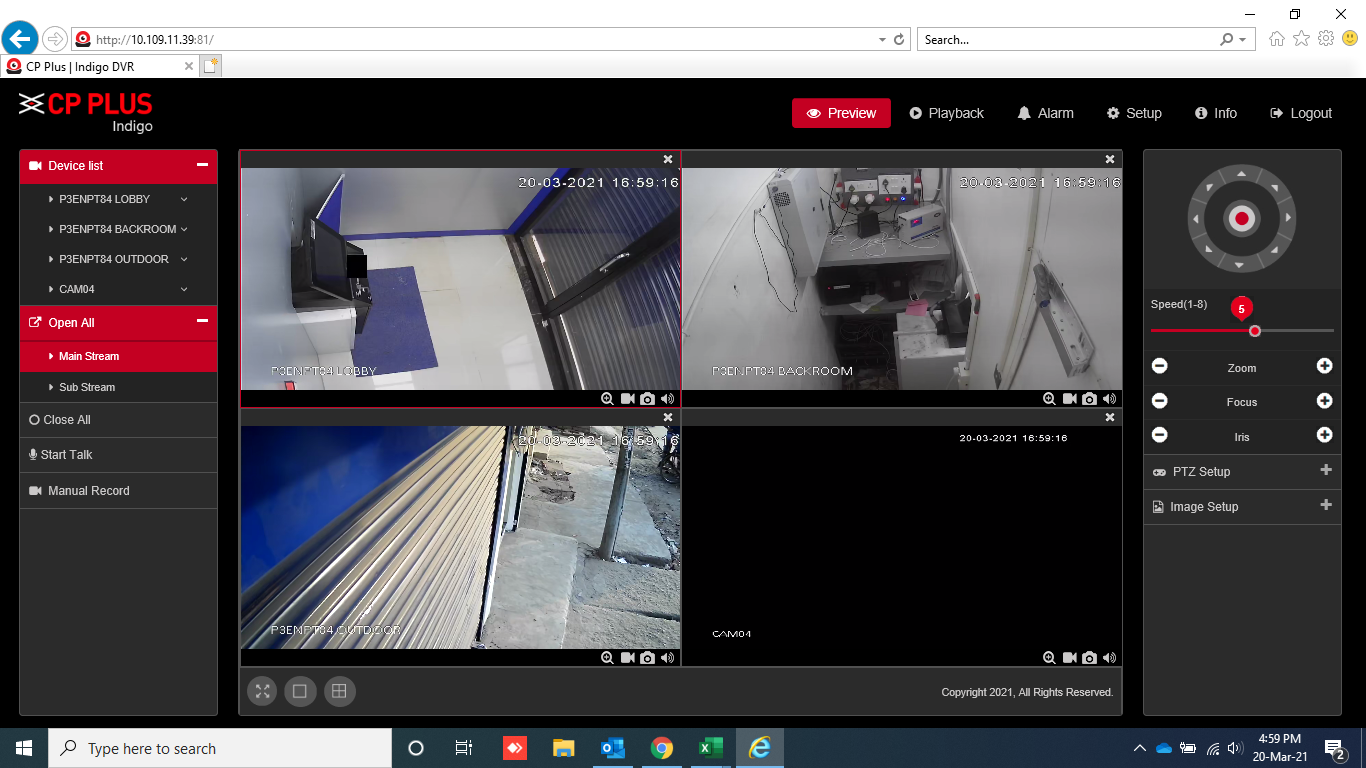 http://10.109.11.39:81/
Search...
CP Plus | Indigo DVR
CP PLUS
Indigo
Preview
Playback
Alarm
Setup
Info
Logout
Device list
P3ENPT84 LOBBY
P3ENPT84 BACKROOM
P3ENPT84 OUTDOOR
CAM04
Open All
Main Stream
Sub Stream
Close All
Start Talk
Manual Record
20-03-2021 16:59:16
P3ENPT84 LOBBY
20-03-2021 16:59:16
P3ENPT84 BACKROOM
20-03-2021 16:59:16
P3ENPT84 OUTDOOR
20-03-2021 16:59:16
CAM04
Copyright 2021, All Rights Reserved.
Speed(1-8)
5
Zoom
Focus
Iris
PTZ Setup
Image Setup
Type here to search
4:59 PM
20-Mar-21
2